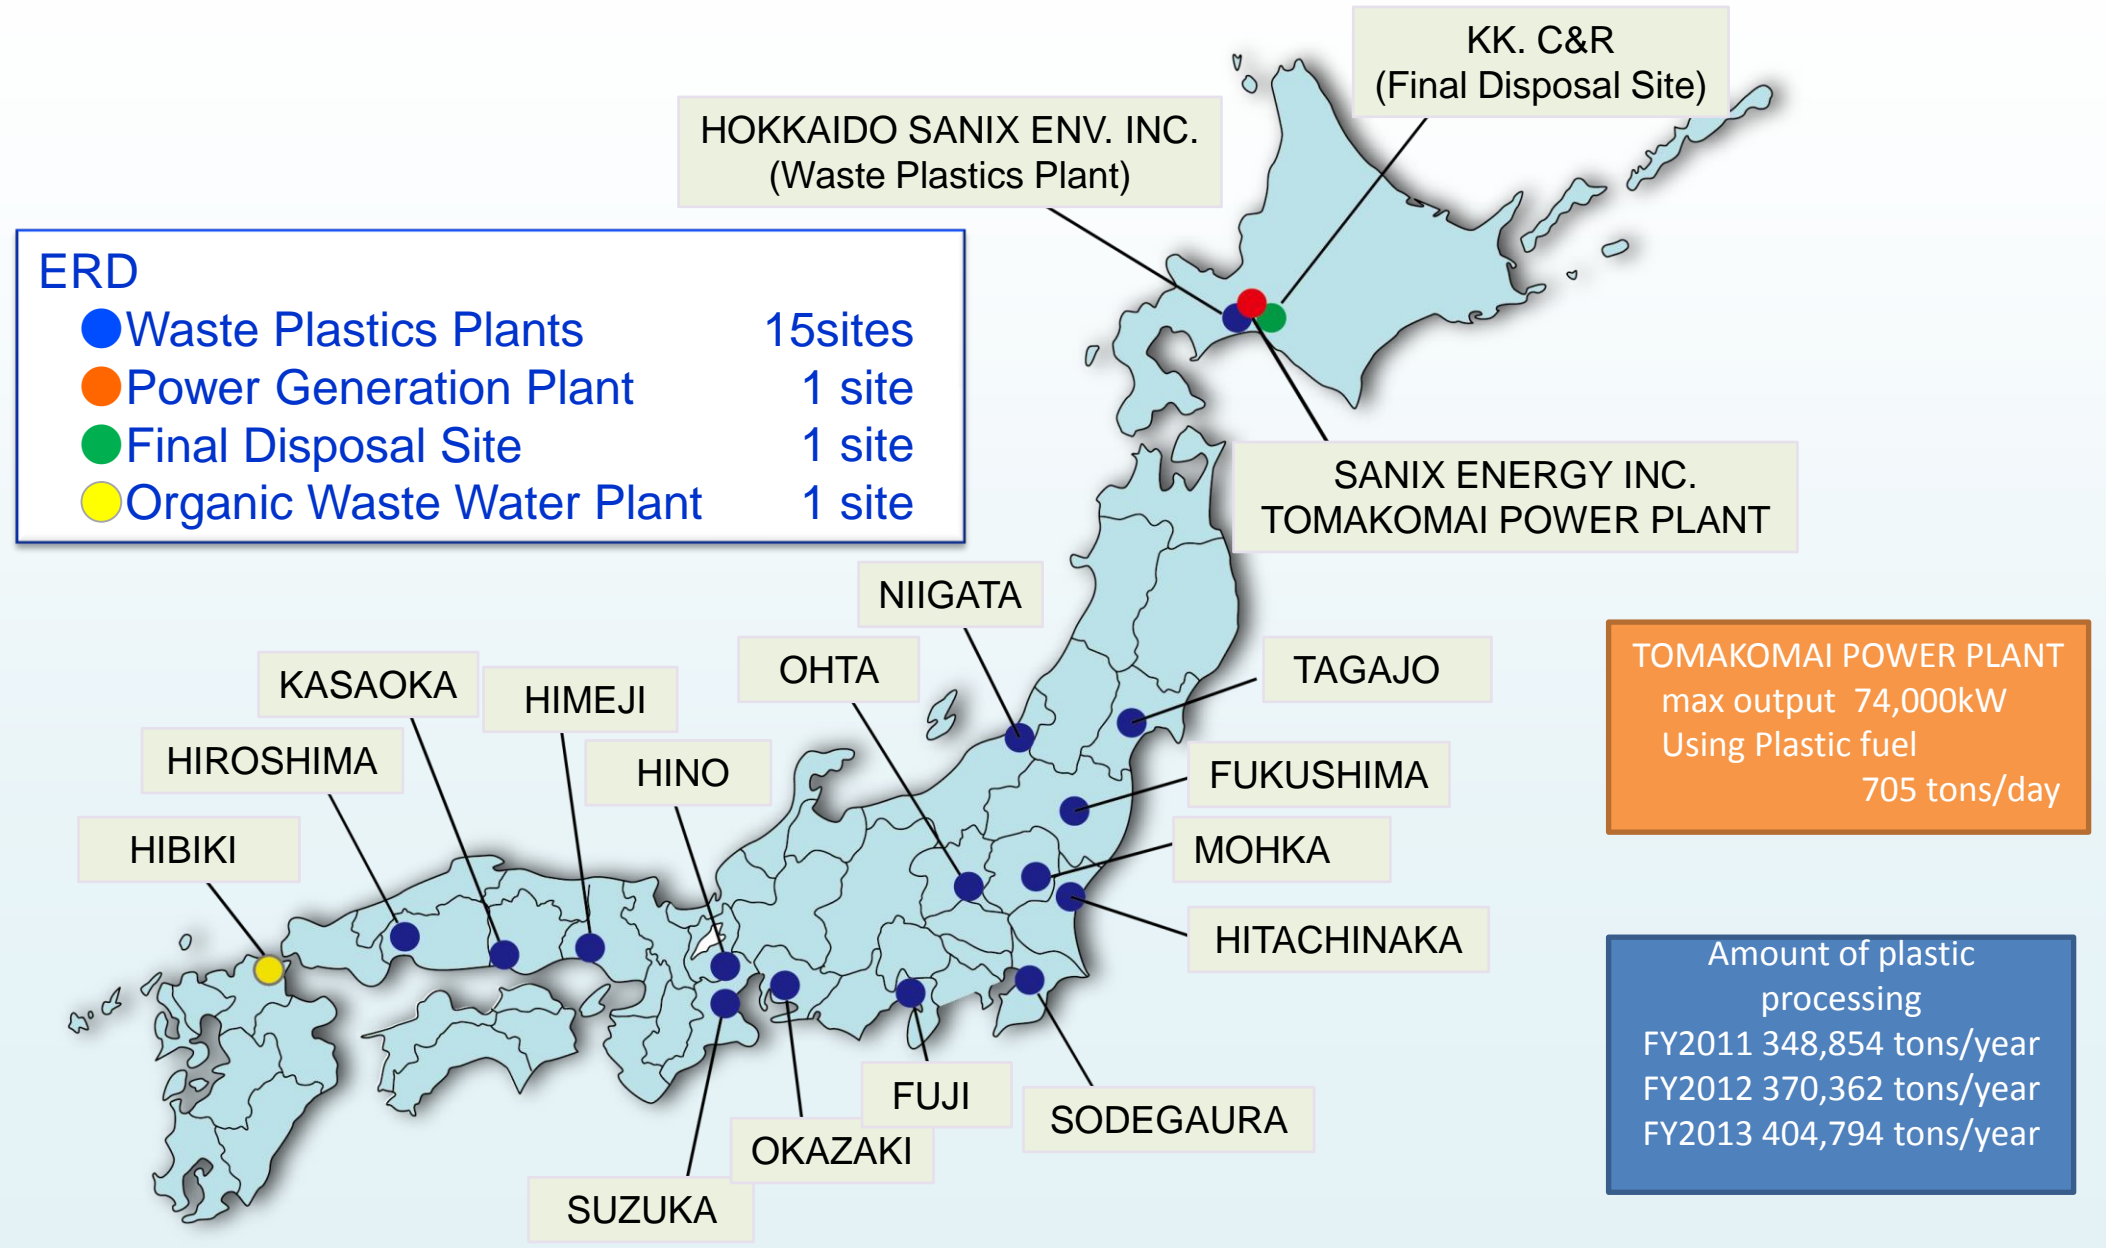 KK. C&R
(Final Disposal Site)
HOKKAIDO SANIX ENV. INC.
(Waste Plastics Plant)
ERD
Waste Plastics Plants 15sites
Power Generation Plant 1 site
Final Disposal Site 1 site
Organic Waste Water Plant 1 site
SANIX ENERGY INC.
TOMAKOMAI POWER PLANT
NIIGATA
OHTA
TAGAJO
KASAOKA
HIMEJI
HIROSHIMA
HINO
FUKUSHIMA
HIBIKI
MOHKA
HITACHINAKA
FUJI
SODEGAURA
OKAZAKI
SUZUKA
TOMAKOMAI POWER PLANT
max output 74,000kW
Using Plastic fuel
705 tons/day
Amount of plastic
processing
FY2011 348,854 tons/year
FY2012 370,362 tons/year
FY2013 404,794 tons/year